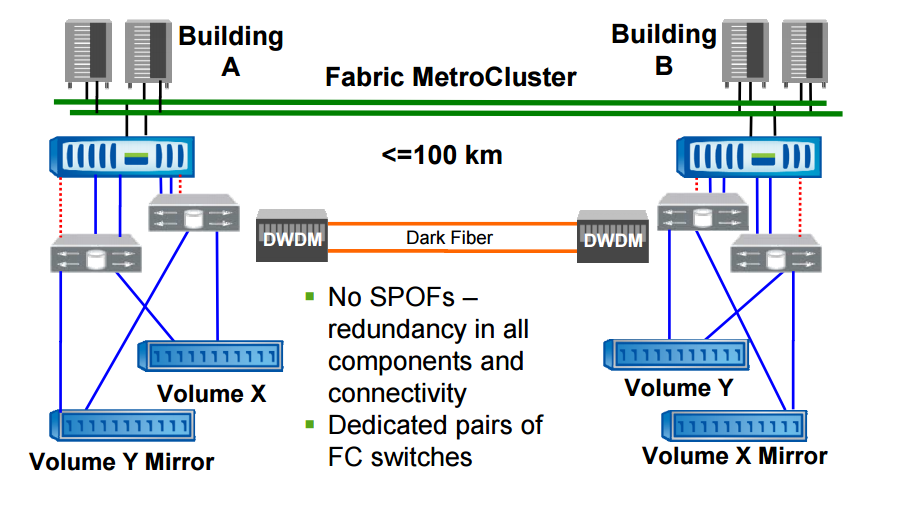 Building
A
Building
B
Fabric MetroCluster
<=100 km
DWDM
Dark Fiber
DWDM
▪ No SPOFs –
redundancy in all
components and
connectivity
▪ Dedicated pairs of
FC switches
Volume X
Volume Y Mirror
Volume Y
Volume X Mirror